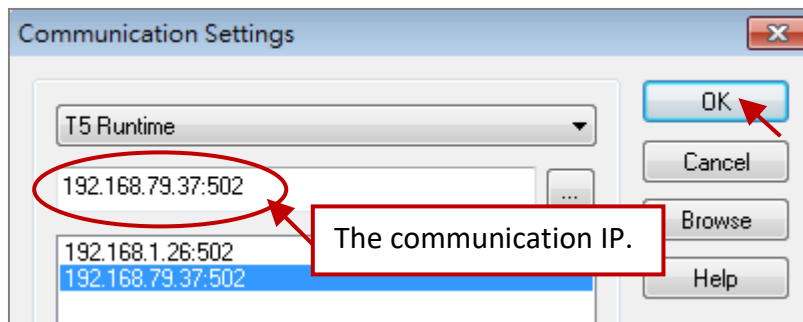 Communication Settings
T5 Runtime
OK
192.168.79.37:502
...
Cancel
The communication IP.
Browse
192.168.1.26:502
192.168.79.37:502
Help